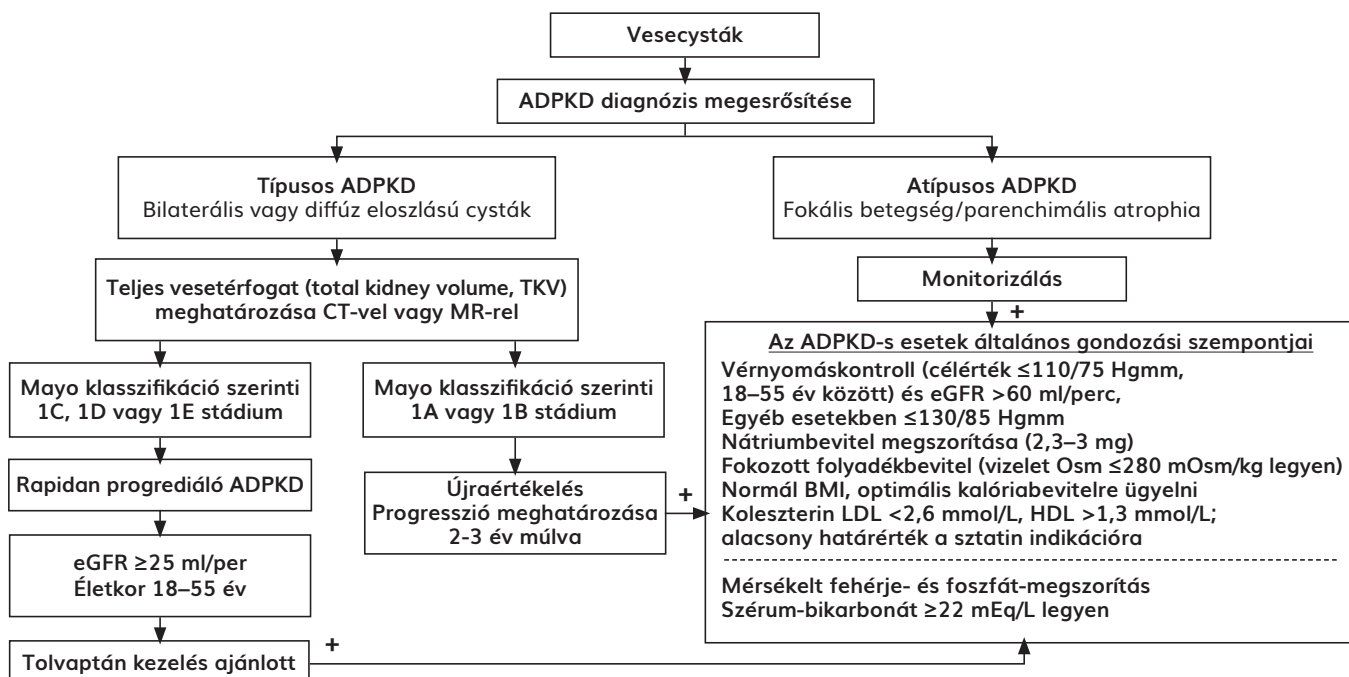 Vesecysták
ADPKD diagnózis megesrősítése
Típusos ADPKD
Bilaterális vagy diffúz eloszlású cysták
Atípusos ADPKD
Fokális betegség/parenchimális atrophia
Teljes vesetérfogat (total kidney volume, TKV)
meghatározása CT-vel vagy MR-rel
Monitorizálás
+
Mayo klasszifikáció szerinti
1C, 1D vagy 1E stádium
Mayo klasszifikáció szerinti
1A vagy 1B stádium
Rapidan progrediáló ADPKD
Újraértékelés
Progresszió meghatározása
2-3 év múlva
+
eGFR ≥25 ml/per
Életkor 18–55 év
Tolvaptán kezelés ajánlott
+
Az ADPKD-s esetek általános gondozási szempontjai
Vérnyomáskontroll (célérték ≤110/75 Hgmm,
18–55 év között) és eGFR >60 ml/perc,
Egyéb esetekben ≤130/85 Hgmm
Nátriumbevitel megszorítása (2,3–3 mg)
Fokozott folyadékbevitel (vizelet Osm ≤280 mOsm/kg legyen)
Normál BMI, optimális kalóriabevitelre ügyelni
Koleszterin LDL <2,6 mmol/L, HDL >1,3 mmol/L;
alacsony határérték a sztatin indikációra
Mérsékelt fehérje- és foszfát-megszorítás
Szérum-bikarbonát ≥22 mEq/L legyen